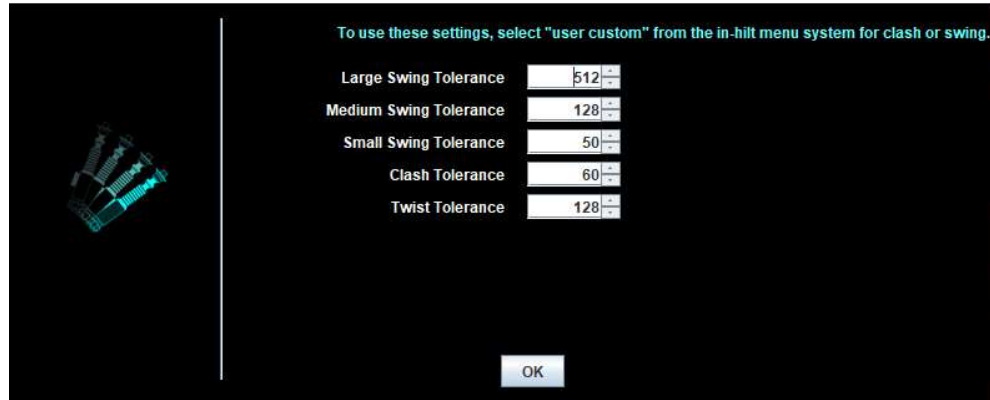 To use these settings, select "user custom" from the in-hilt menu system for clash or swing.
Large Swing Tolerance 512
Medium Swing Tolerance 128
Small Swing Tolerance 50
Clash Tolerance 60
Twist Tolerance 128
OK